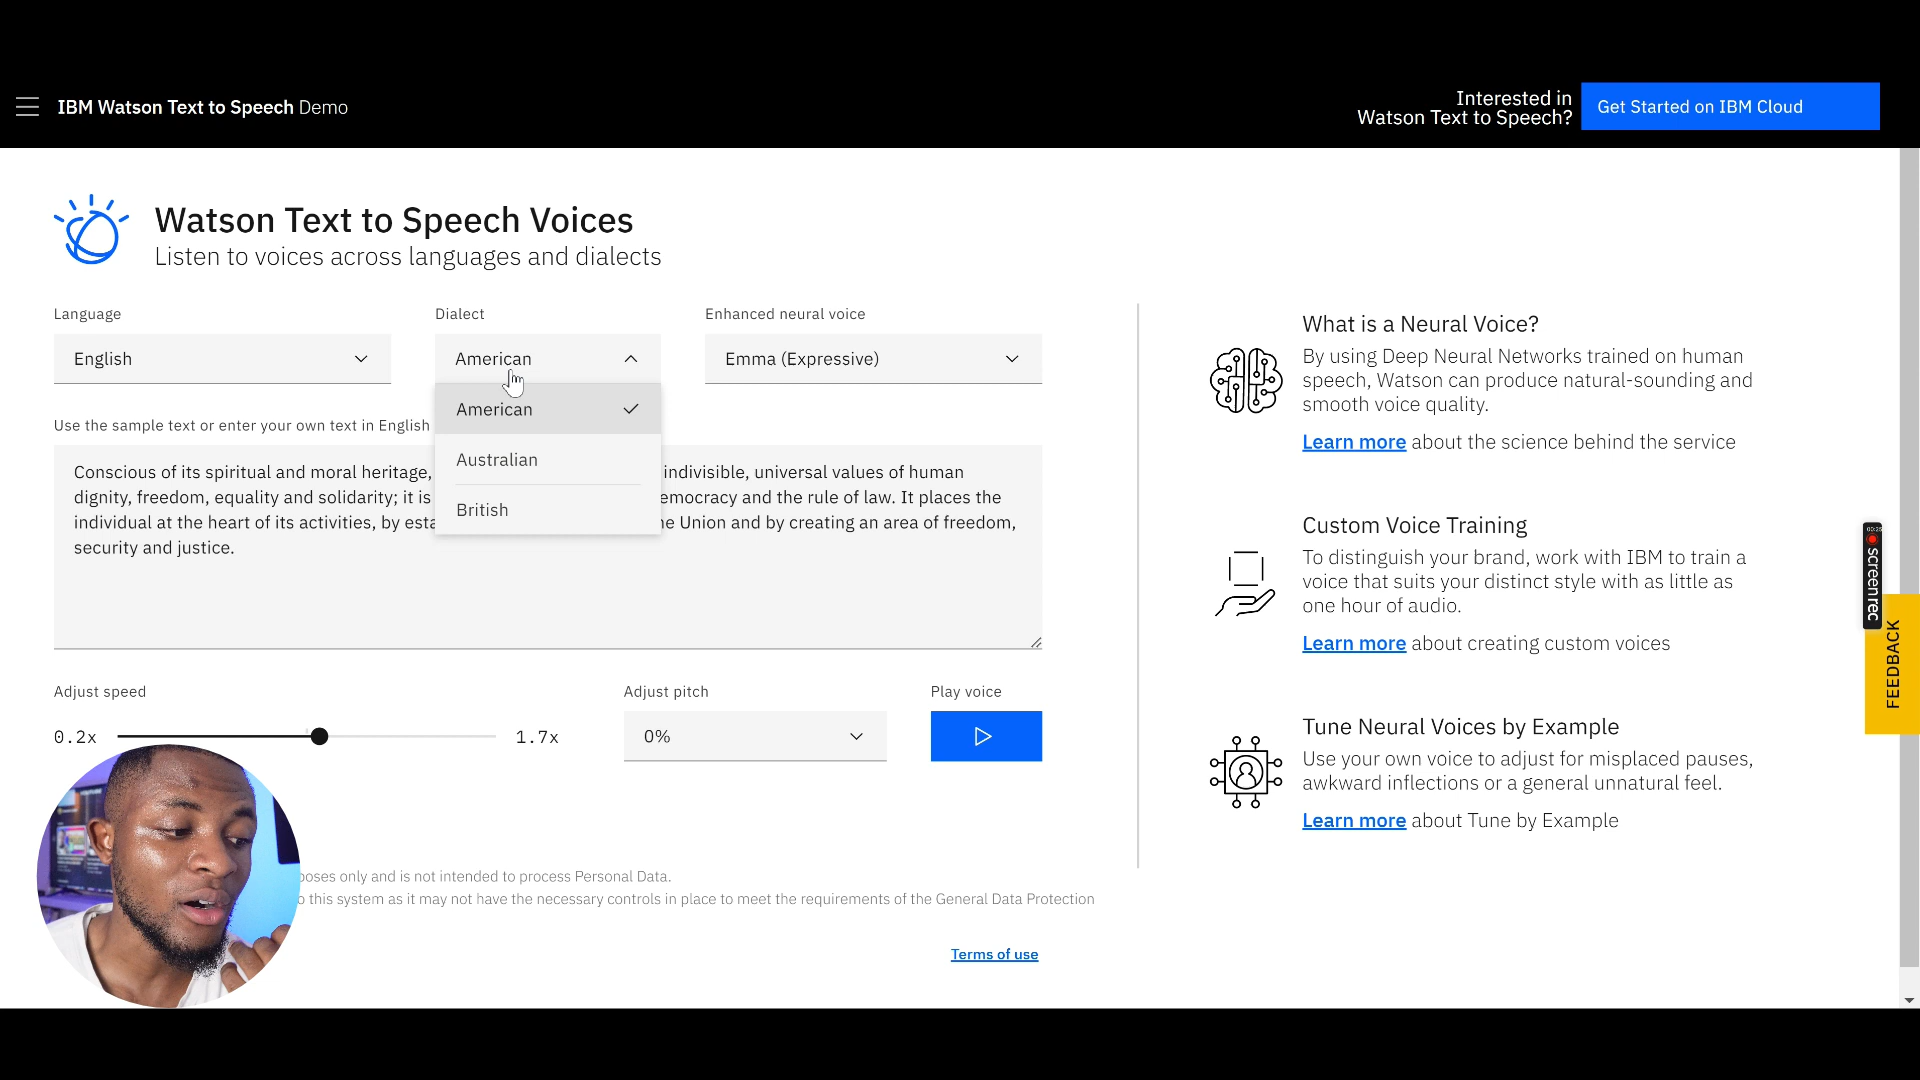 IBM Watson Text to Speech Demo
Interested in
Watson Text to Speech?
Get Started on IBM Cloud
Watson Text to Speech Voices
Listen to voices across languages and dialects
Language
Dialect
Enhanced neural voice
English
American
Emma (Expressive)
American
Australian
British
Use the sample text or enter your own text in English
Conscious of its spiritual and moral heritage, indivisible, universal values of human
dignity, freedom, equality and solidarity; it is emocracy and the rule of law. It places the
individual at the heart of its activities, by esta e Union and by creating an area of freedom,
security and justice.
Adjust speed
Adjust pitch
Play voice
0.2x
1.7x
0%
poses only and is not intended to process Personal Data.
o this system as it may not have the necessary controls in place to meet the requirements of the General Data Protection
Terms of use
What is a Neural Voice?
By using Deep Neural Networks trained on human
speech, Watson can produce natural-sounding and
smooth voice quality.
Learn more about the science behind the service
Custom Voice Training
To distinguish your brand, work with IBM to train a
voice that suits your distinct style with as little as
one hour of audio.
Learn more about creating custom voices
Tune Neural Voices by Example
Use your own voice to adjust for misplaced pauses,
awkward inflections or a general unnatural feel.
Learn more about Tune by Example
screenrec
FEEDBACK